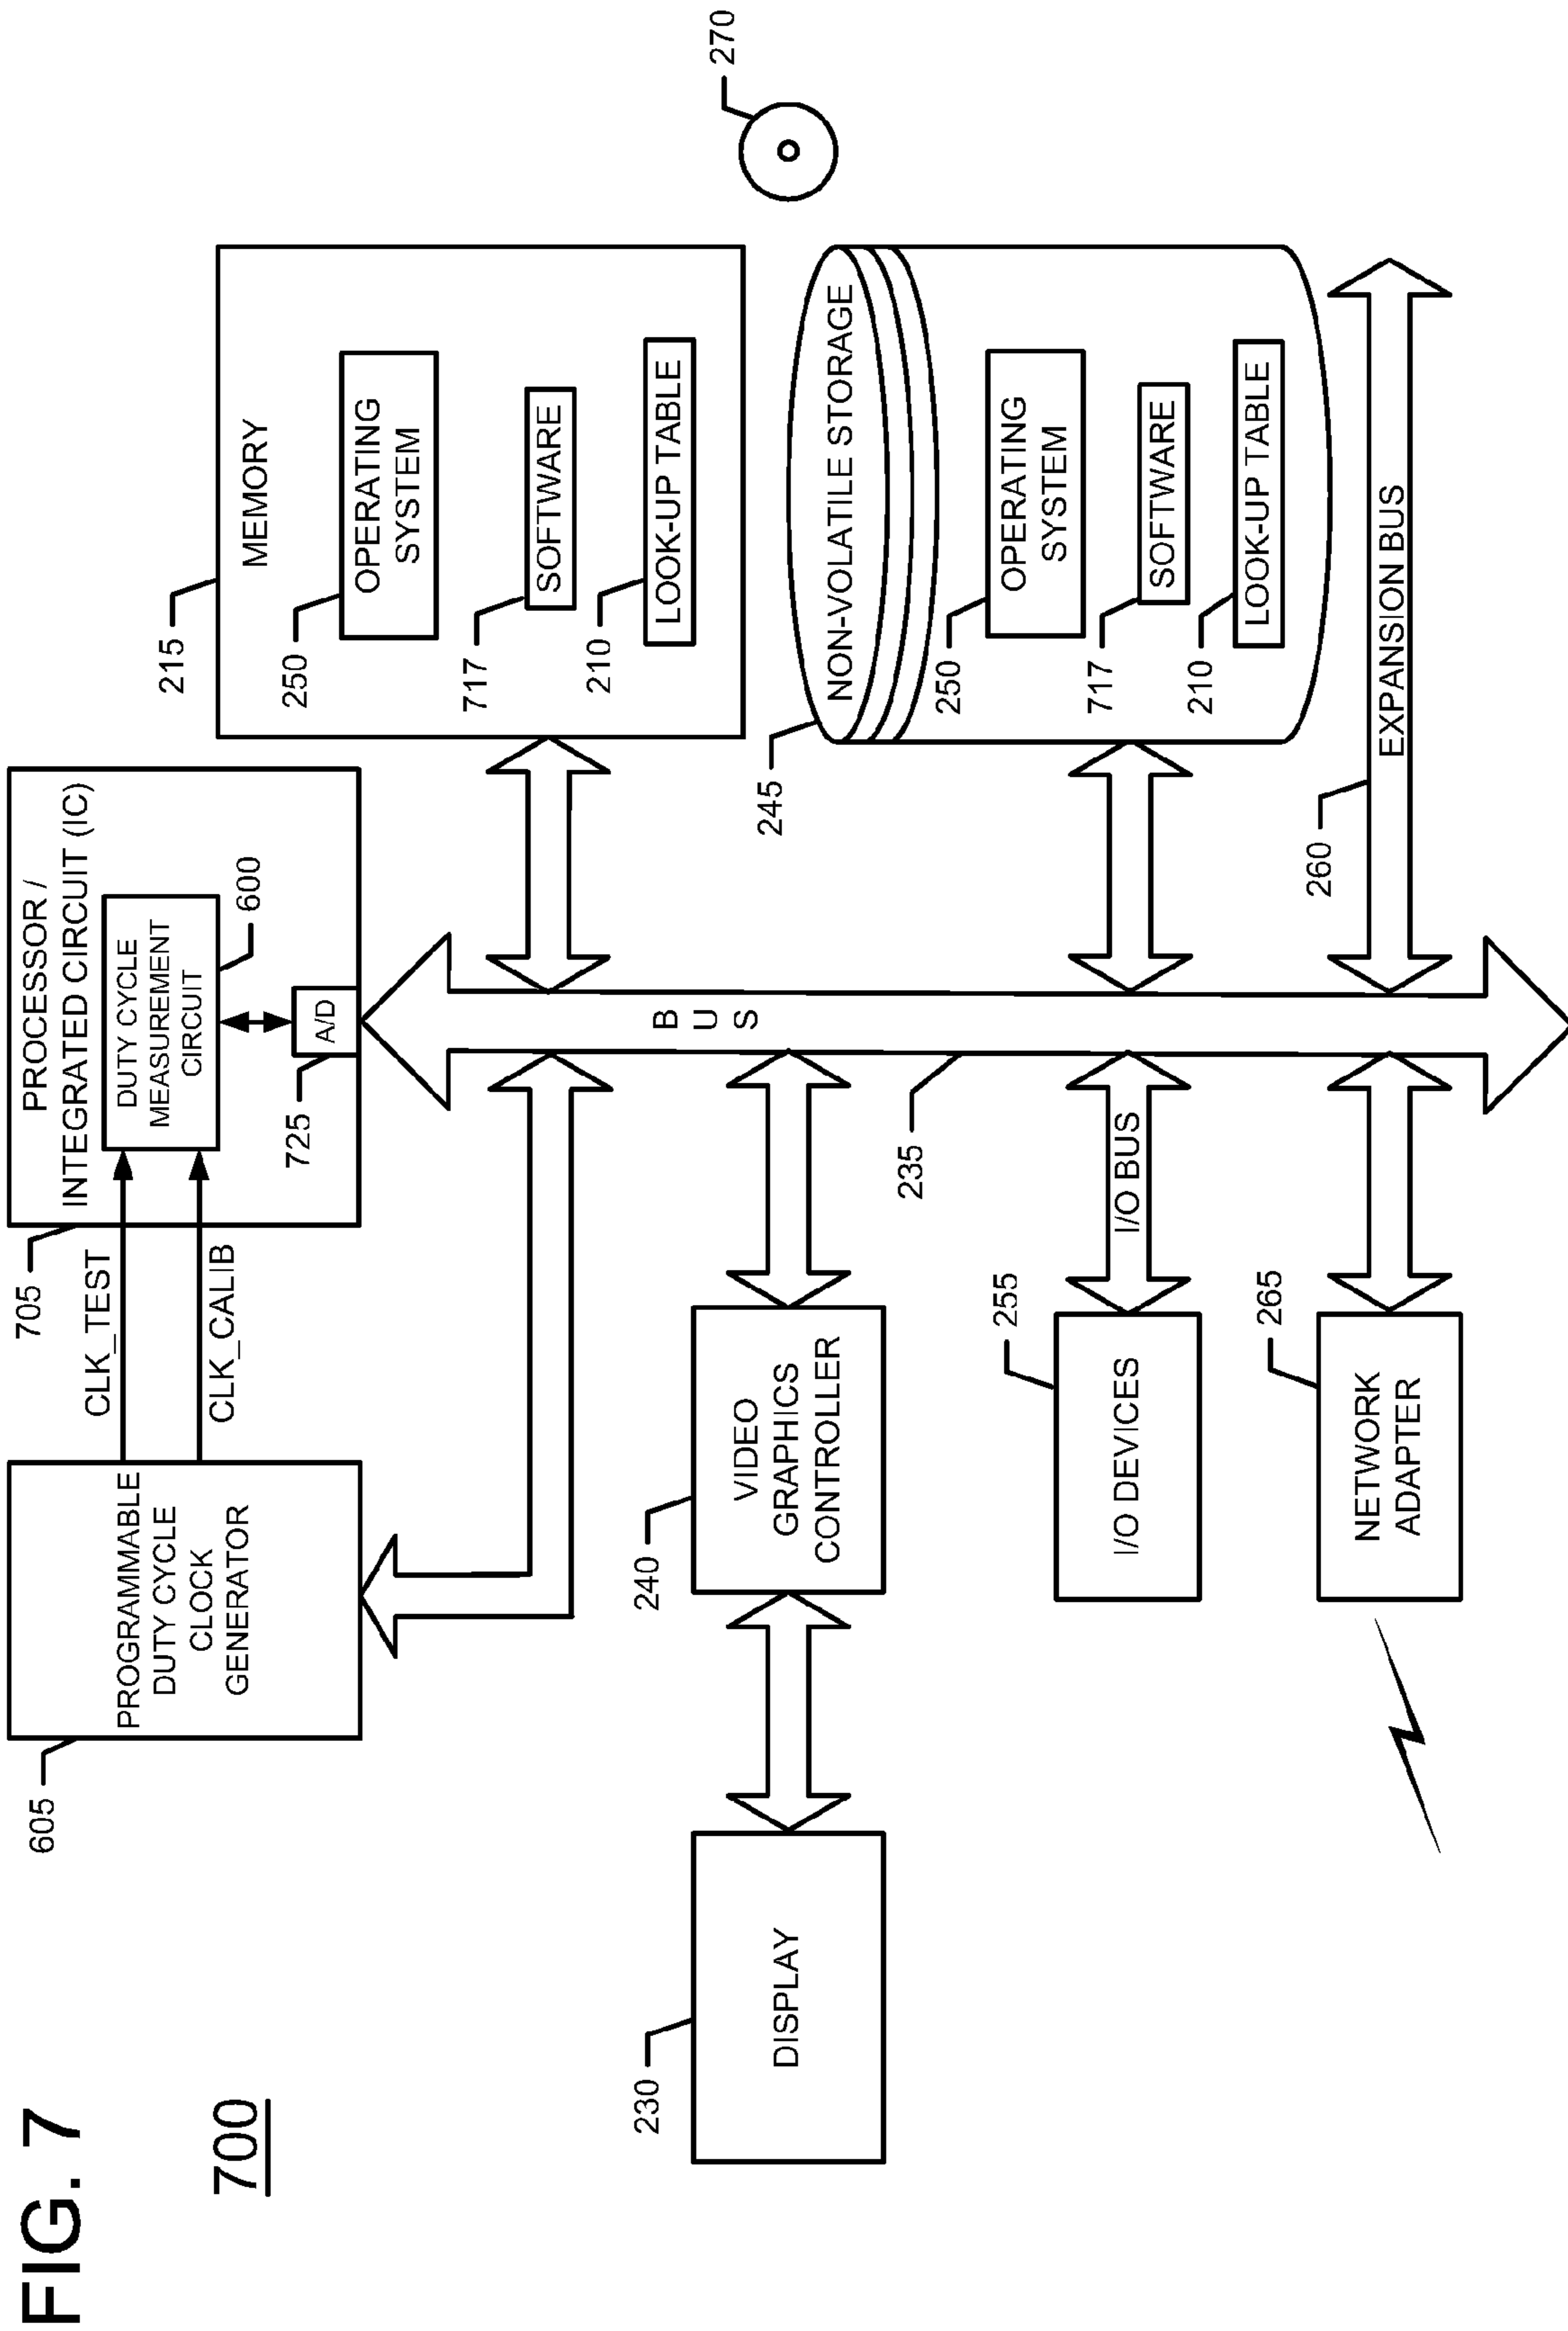 FIG. 7
700
605
PROGRAMMABLE
DUTY CYCLE
CLOCK
GENERATOR
CLK_TEST
CLK_CALIB
705
PROCESSOR /
INTEGRATED CIRCUIT (IC)
DUTY CYCLE
MEASUREMENT
CIRCUIT
600
725
A/D
215
MEMORY
250
OPERATING
SYSTEM
717
SOFTWARE
210
LOOK-UP TABLE
270
230
DISPLAY
240
VIDEO
GRAPHICS
CONTROLLER
BUS
235
245
NON-VOLATILE STORAGE
250
OPERATING
SYSTEM
717
SOFTWARE
210
LOOK-UP TABLE
255
I/O DEVICES
I/O BUS
260
EXPANSION BUS
265
NETWORK
ADAPTER